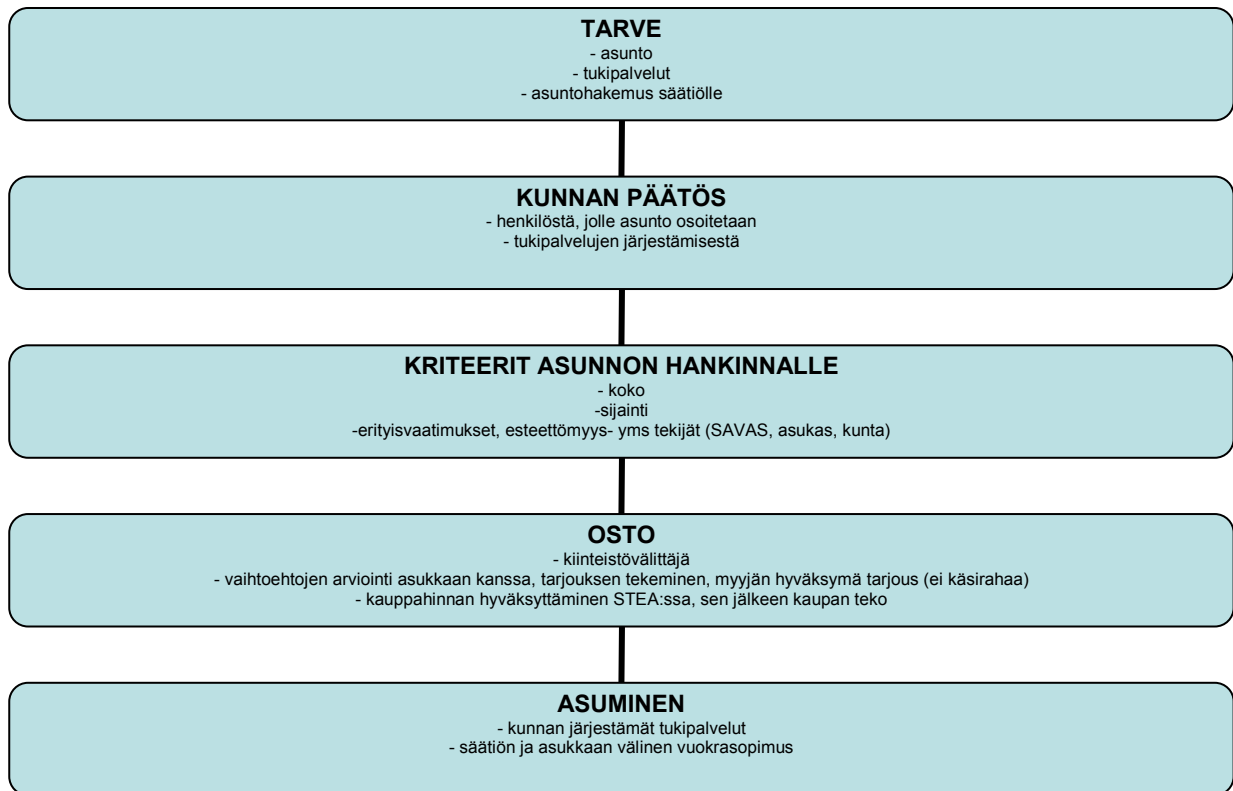 TARVE
- asunto
- tukipalvelut
- asuntohakemus säätiölle
KUNNAN PÄÄTÖS
- henkilöstä, jolle asunto osoitetaan
- tukipalvelujen järjestämisestä
KRITEERIT ASUNNON HANKINNALLE
- koko
-sijainti
-erityisvaatimukset, esteettömyys- yms tekijät (SAVAS, asukas, kunta)
OSTO
- kiinteistövälittäjä
- vaihtoehtojen arviointi asukkaan kanssa, tarjouksen tekeminen, myyjän hyväksymä tarjous (ei käsirahaa)
- kauppahinnan hyväksyttäminen STEA:ssa, sen jälkeen kaupan teko
ASUMINEN
- kunnan järjestämät tukipalvelut
- säätiön ja asukkaan välinen vuokrasopimus